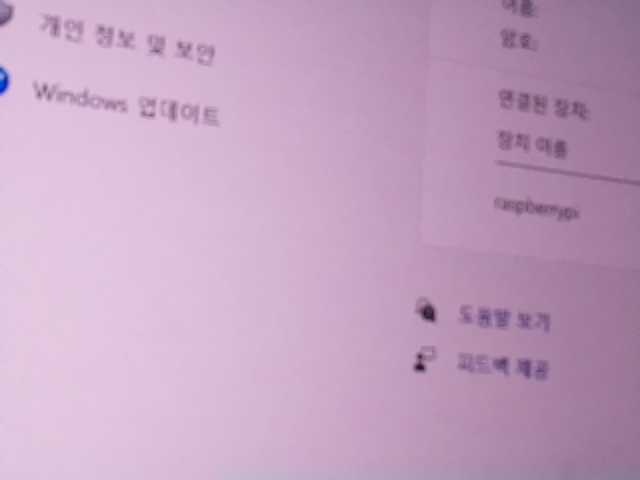 개인 정보 및 보안
Windows 업데이트
이름:
암호:
연결된 장치:
장치 이름
raspberrypi
도움말 보기
피드백 제공